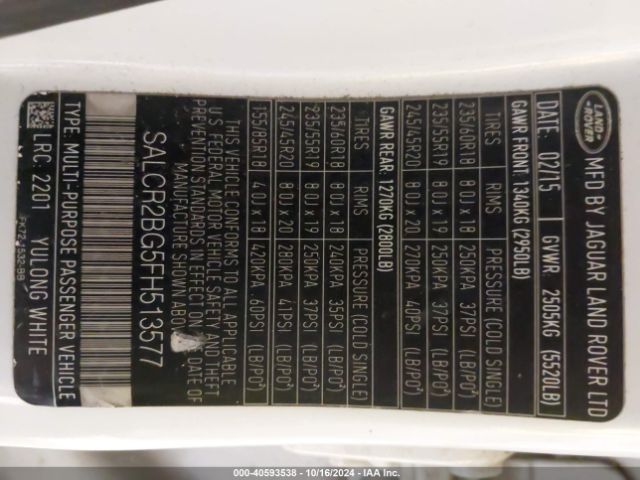 LAND
ROVER
MFD BY JAGUAR LAND ROVER LTD
DATE: 02/15 GVWR 2505KG (5520LB)
GAWR FRONT: 1340KG (2950LB)
TIRES RIMS PRESSURE (COLD SINGLE)
235/60R18 8.0J x 18 250KPA 37PSI (LB/PO²)
235/55R19 8.0J x 19 250KPA 37PSI (LB/PO²)
245/45R20 8.0J x 20 270KPA 40PSI (LB/PO²)
GAWR REAR: 1270KG (2800LB)
TIRES RIMS PRESSURE (COLD SINGLE)
235/60R18 8.0J x 18 240KPA 35PSI (LB/PO²)
235/55R19 8.0J x 19 250KPA 37PSI (LB/PO²)
245/45R20 8.0J x 20 280KPA 41PSI (LB/PO²)
155/85R18 4.0J x 18 420KPA 60PSI (LB/PO²)
THIS VEHICLE CONFORMS TO ALL APPLICABLE
U.S. FEDERAL MOTOR VEHICLE SAFETY AND THEFT
PREVENTION STANDARDS IN EFFECT ON THE DATE OF
MANUFACTURE SHOWN ABOVE
SALCR2BG5FH513577
TYPE: MULTI-PURPOSE PASSENGER VEHICLE
LRC: 2201 YULONG WHITE
000-40593538 - 10/16/2024 - IAA Inc.